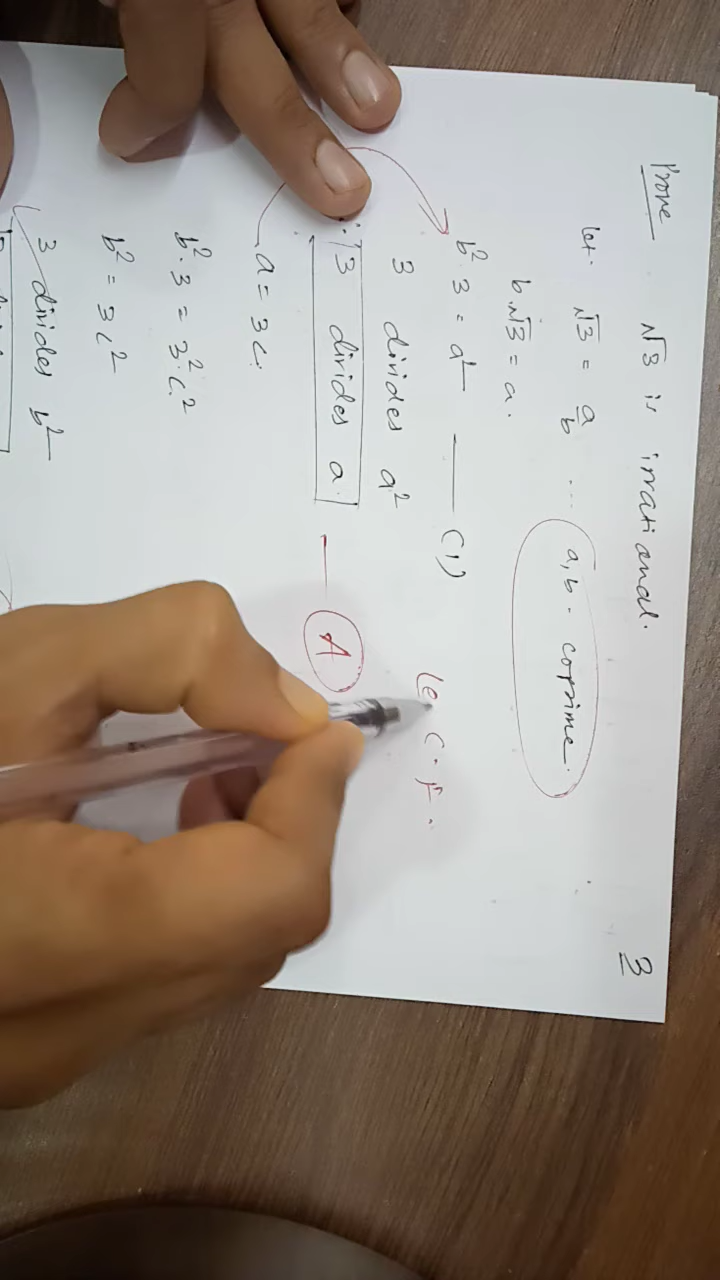 Prove √3 is irrational.
3
let. √3 = a/b ... a, b - coprime.
b.√3 = a.
b². 3 = a² —— (1)
3 divides a²
∴ 3 divides a. — A
a = 3c.
b². 3 = 3². c.²
b² = 3c²
3 divides b²